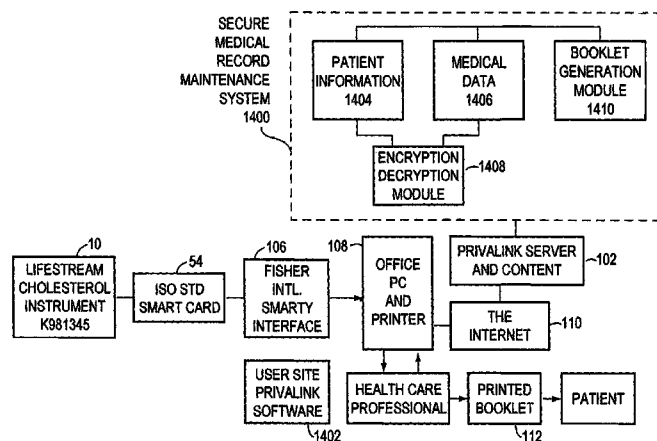 SECURE
MEDICAL
RECORD
MAINTENANCE
SYSTEM
1400
PATIENT
INFORMATION
1404
MEDICAL
DATA
1406
BOOKLET
GENERATION
MODULE
1410
ENCRYPTION
DECRYPTION
MODULE
1408
10
LIFESTREAM
CHOLESTEROL
INSTRUMENT
K981345
54
ISO STD
SMART CARD
106
FISHER
INTL.
SMARTY
INTERFACE
108
OFFICE
PC
AND
PRINTER
PRIVALINK SERVER
AND CONTENT
102
THE
INTERNET
110
USER SITE
PRIVALINK
SOFTWARE
1402
HEALTH CARE
PROFESSIONAL
PRINTED
BOOKLET
112
PATIENT